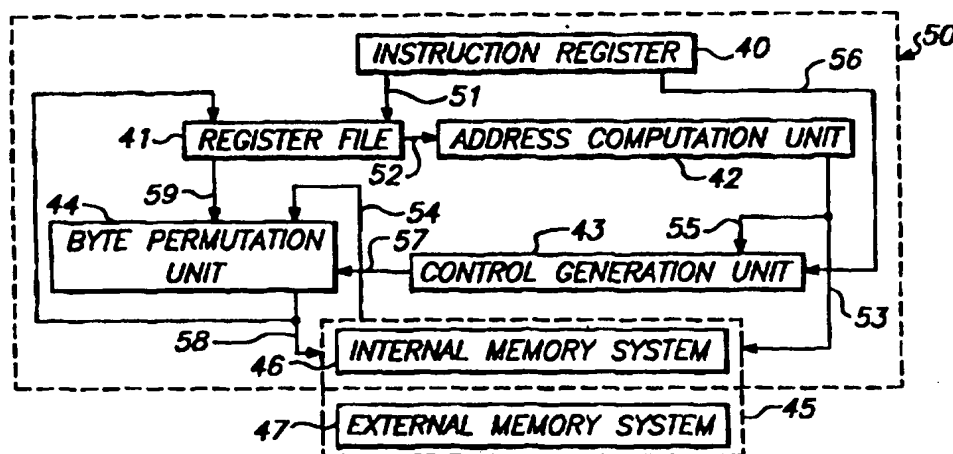 50
INSTRUCTION REGISTER
40
56
51
41
REGISTER FILE
ADDRESS COMPUTATION UNIT
52
42
59
44
54
55
43
BYTE PERMUTATION
UNIT
57
CONTROL GENERATION UNIT
53
58
46
INTERNAL MEMORY SYSTEM
45
47
EXTERNAL MEMORY SYSTEM